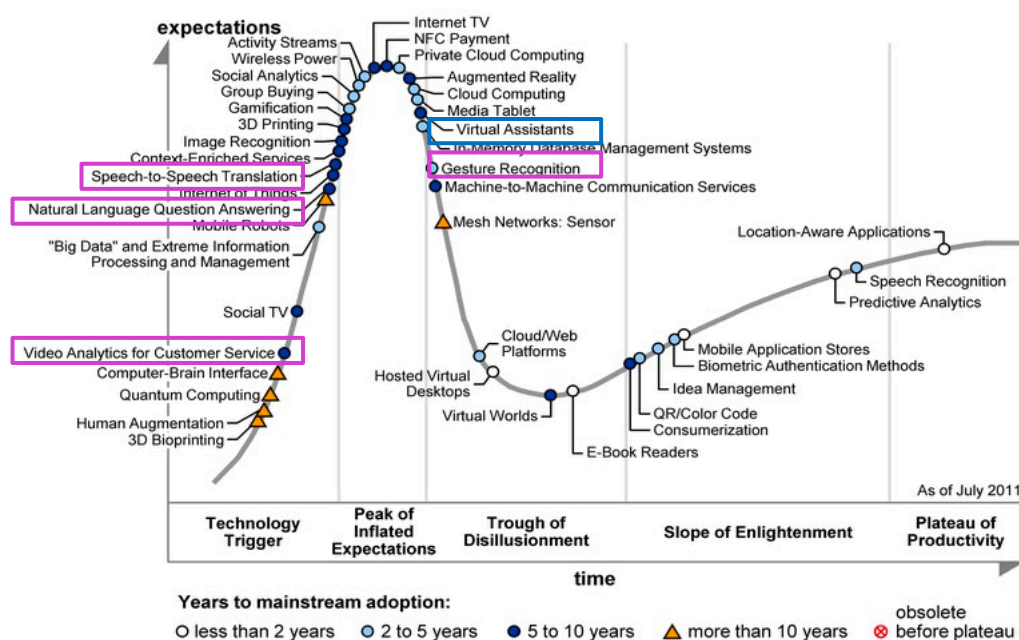 expectations
Internet TV
NFC Payment
Activity Streams
Wireless Power
Private Cloud Computing
Social Analytics
Augmented Reality
Group Buying
Cloud Computing
Gamification
Media Tablet
3D Printing
Virtual Assistants
Image Recognition
In-Memory Database Management Systems
Context-Enriched Services
Speech-to-Speech Translation
Gesture Recognition
Internet of Things
Machine-to-Machine Communication Services
Natural Language Question Answering
Mobile Robots
Mesh Networks: Sensor
"Big Data" and Extreme Information
Processing and Management
Location-Aware Applications
Speech Recognition
Predictive Analytics
Social TV
Video Analytics for Customer Service
Cloud/Web
Platforms
Mobile Application Stores
Computer-Brain Interface
Hosted Virtual
Desktops
Biometric Authentication Methods
Quantum Computing
Idea Management
Human Augmentation
Virtual Worlds
QR/Color Code
3D Bioprinting
Consumerization
E-Book Readers
As of July 2011
Technology
Trigger
Peak of
Inflated
Expectations
Trough of
Disillusionment
Slope of Enlightenment
Plateau of
Productivity
time
Years to mainstream adoption:
less than 2 years
2 to 5 years
5 to 10 years
more than 10 years
obsolete
before plateau